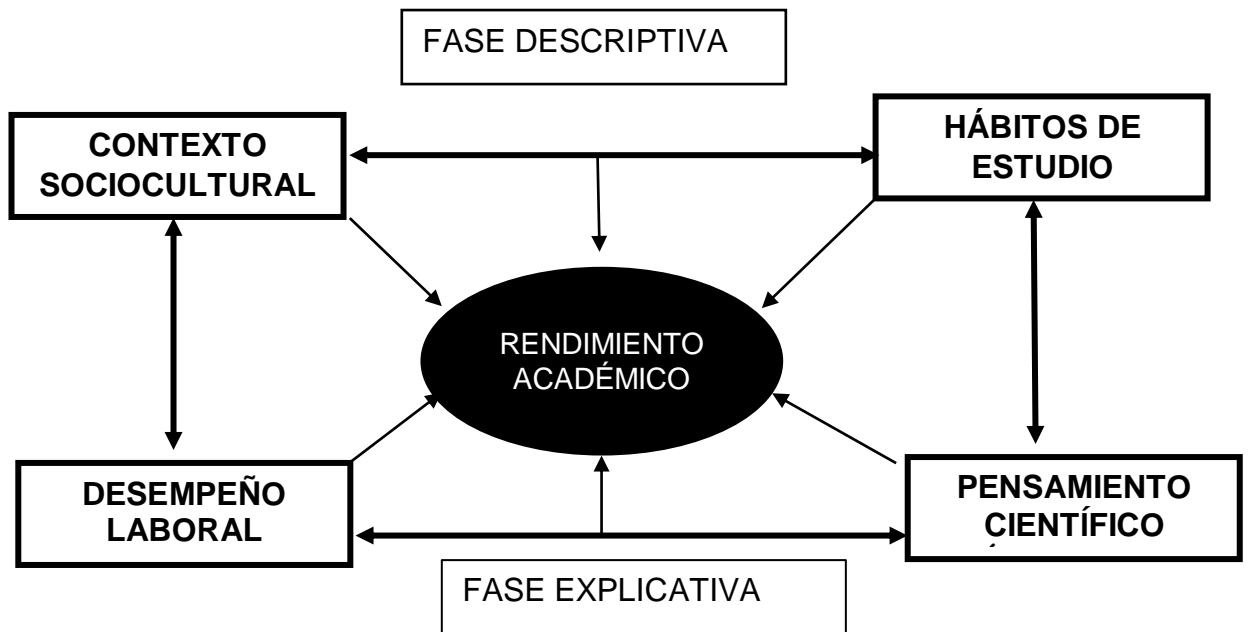 FASE DESCRIPTIVA
CONTEXTO
SOCIOCULTURAL
HÁBITOS DE
ESTUDIO
RENDIMIENTO
ACADÉMICO
DESEMPEÑO
LABORAL
PENSAMIENTO
CIENTÍFICO
FASE EXPLICATIVA